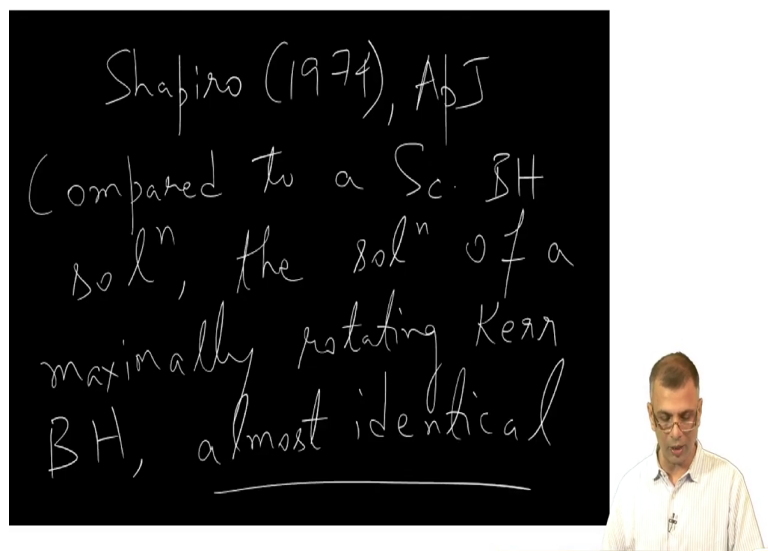 Shapiro (1974), ApJ
Compared to a Sc. BH
solⁿ, the solⁿ of a
maximally rotating Kerr
BH, almost identical